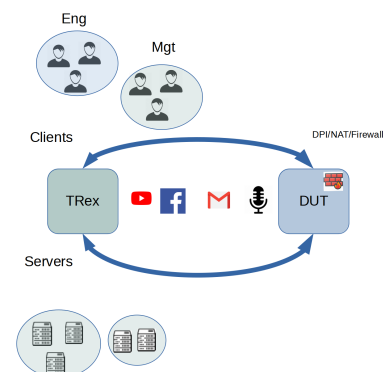 Eng
Mgt
Clients
DPI/NAT/Firewall
TRex
DUT
Servers